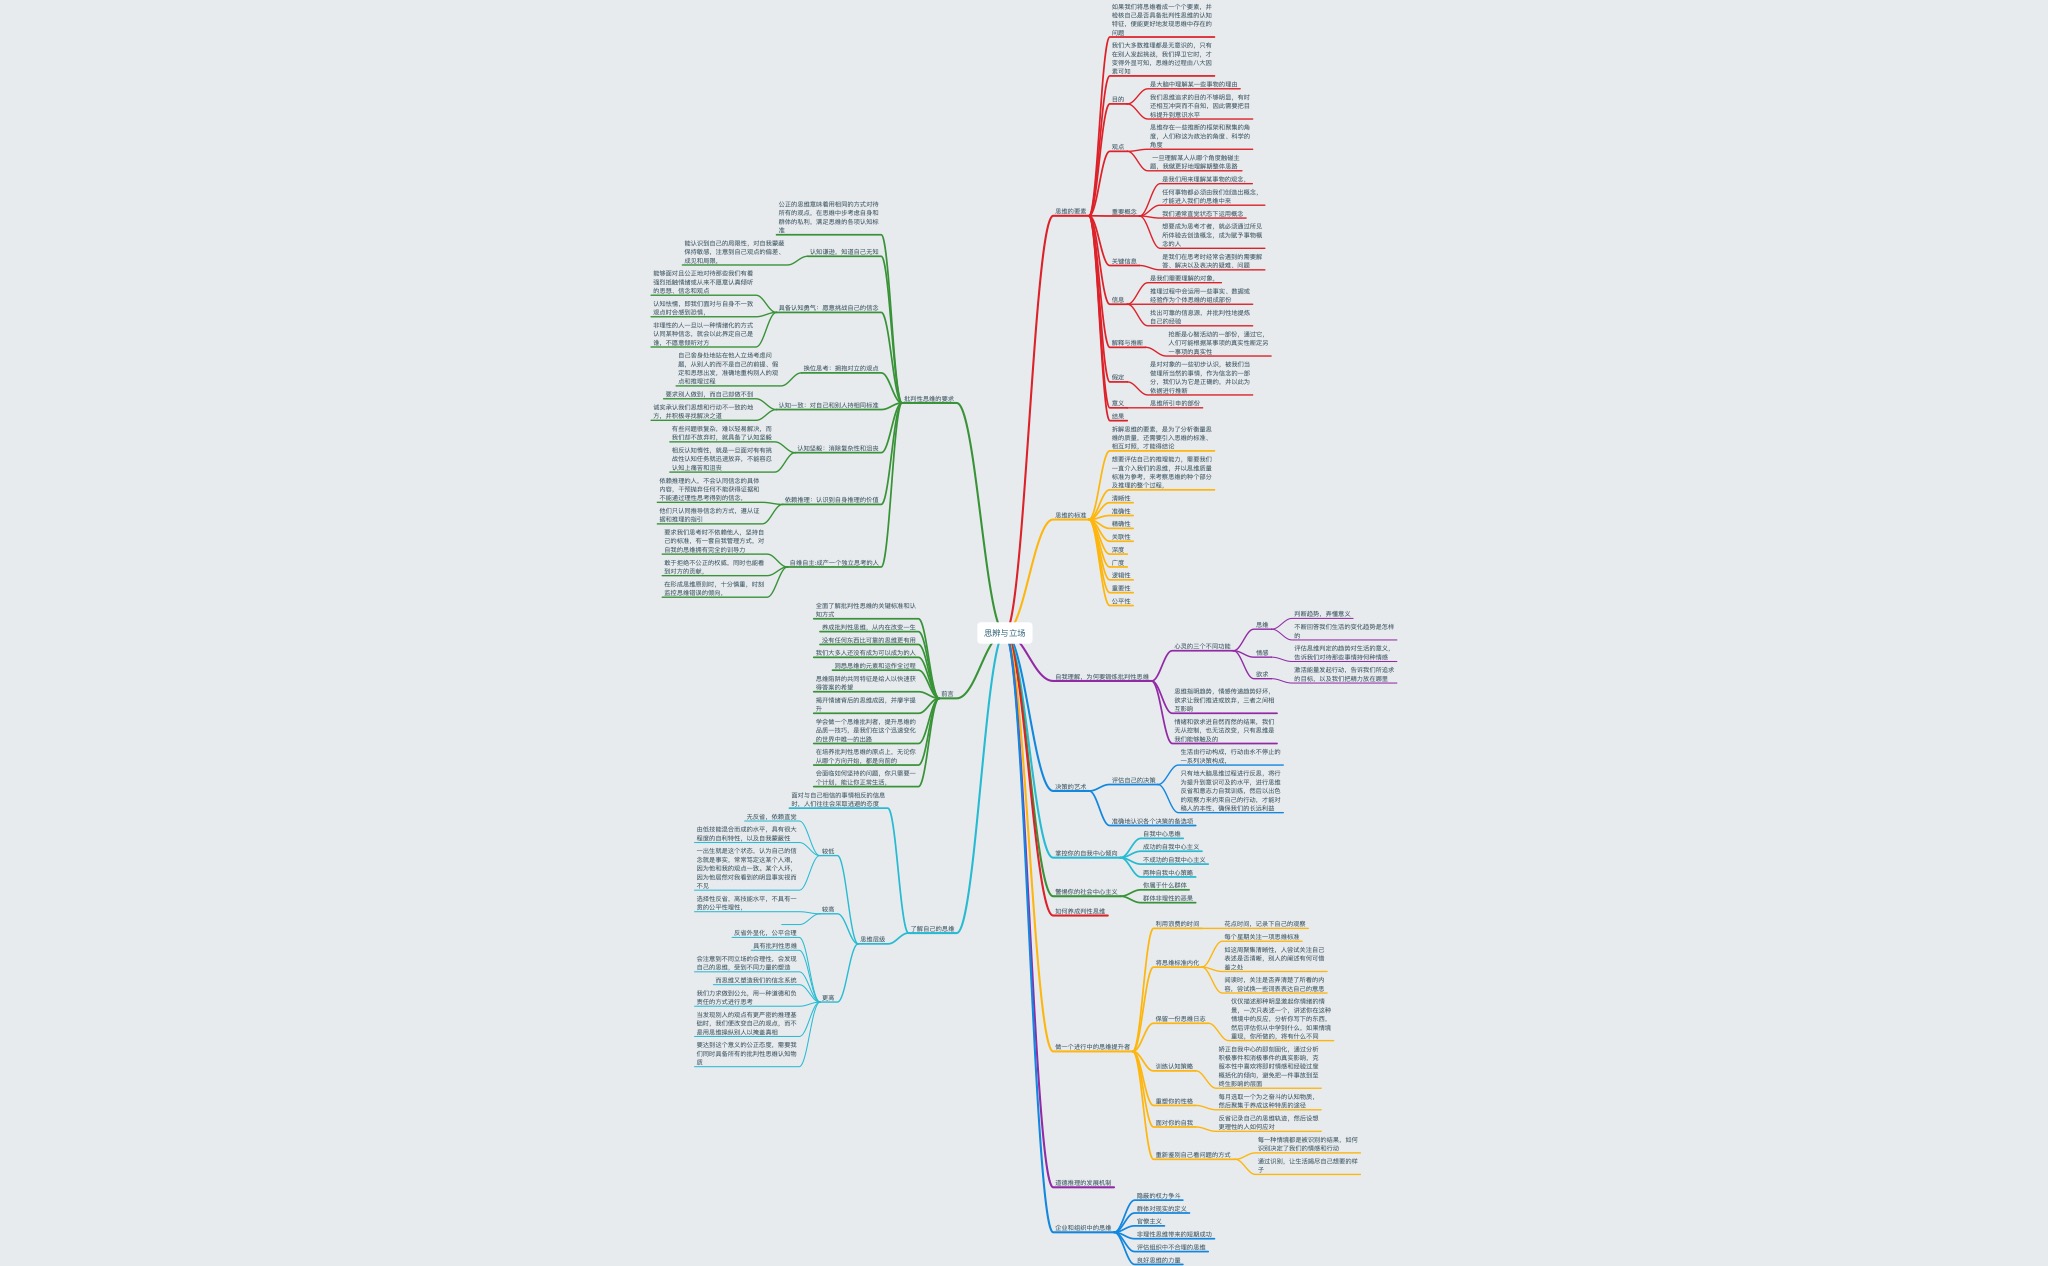 思辨与立场
思维的要素
如果我们将思维看成一个个要素，并
检核自己是否具备批判性思维的认知
特征，便能更好地发现思维中存在的
问题
我们大多数推理都是无意识的，只有
在别人发起挑战，我们捍卫它时，才
变得外显可知，思维的过程由八大因
素可知
目的
是大脑中理解某一些事物的理由
我们思维追求的目的不够明显，有时
还相互冲突而不自知，因此需要把目
标提升到意识水平
观点
思维存在一些推断的框架和聚集的角
度，人们称这为政治的角度、科学的
角度
一旦理解某人从哪个角度触碰主
题，我就更好地理解期整体思路
重要概念
是我们用来理解某事物的观念，
任何事物都必须由我们创造出概念，
才能进入我们的思维中来
我们通常直觉状态下运用概念
想要成为思考才者，就必须通过所见
所体验去创造概念，成为赋予事物概
念的人
关键信息
是我们在思考时经常会遇到的需要解
答、解决以及表决的疑难、问题
信息
是我们需要理解的对象。
推理过程中会运用一些事实、数据或
经验作为个体思维的组成部份
找出可靠的信息源，并批判性地提炼
自己的经验
解释与推断
抢断是心智活动的一部份，通过它，
人们可能根据某事项的真实性断定另
一事项的真实性
假定
是对对象的一些初步认识，被我们当
做理所当然的事情，作为信念的一部
分，我们认为它是正确的，并以此为
依据进行推断
意义
思维所引申的部份
结果
思维的标准
拆解思维的要素，是为了分析衡量思
维的质量，还需要引入思维的标准、
相互对照，才能得结论
想要评估自己的推理能力，需要我们
一直介入我们的思维，并以思维质量
标准为参考，来考察思维的种个部分
及推理的整个过程。
清晰性
准确性
精确性
关联性
深度
广度
逻辑性
重要性
公平性
自我理解，为何要锻炼批判性思维
心灵的三个不同功能
思维
判断趋势，弄懂意义
不断回答我们生活的变化趋势是怎样
的
情感
评估思维判定的趋势对生活的意义，
告诉我们对待那些事情持何种情感
欲求
激活能量发起行动，告诉我们所追求
的目标，以及我们把精力放在哪里
思维指明趋势，情感传递趋势好坏，
欲求让我们推进或放弃，三者之间相
互影响
情绪和欲求进自然而然的结果，我们
无从控制，也无法改变，只有思维是
我们能够触及的
决策的艺术
评估自己的决策
生活由行动构成，行动由永不停止的
一系列决策构成。
只有地大脑思维过程进行反思，将行
为提升到意识可及的水平，进行思维
反省和意志力自我训练，然后以出色
的观察力来约束自己的行动，才能对
稿人的本性，确保我们的长远利益
准确地认识各个决策的备选项
掌控你的自我中心倾向
自我中心思维
成功的自我中心主义
不成功的自我中心主义
两种自我中心策略
警惕你的社会中心主义
你属于什么群体
群体非理性的恶果
如何养成判性思维
做一个进行中的思维提升者
利用浪费的时间
花点时间，记录下自己的观察
将思维标准内化
每个星期关注一项思维标准
如这周聚集清晰性，人尝试关注自己
表述是否清晰，别人的阐述有何可借
鉴之处
阅读时，关注是否弄清楚了所看的内
容，尝试换一些词表表达自己的意思
保留一份思维日志
仅仅描述那种明显激起你情绪的情
景，一次只表述一个，讲述你在这种
情境中的反应，分析你写下的东西，
然后评估你从中学到什么，如果情境
重现，你所做的，将有什么不同
训练认知策略
矫正自我中心的即刻固化，通过分析
积极事件和消极事件的真实影响，克
服本性中喜欢将即时情感和经验过度
概括化的倾向，避免把一件事放到至
终生影响的层面
重塑你的性格
每月选取一个为之奋斗的认知物质，
然后聚集于养成这种特质的途径
面对你的自我
反省记录自己的思维轨迹，然后设想
更理性的人如何应对
重新鉴别自己看问题的方式
每一种情境都是被识别的结果，如何
识别决定了我们的情感和行动
通过识别，让生活竭尽自己想要的样
子
道德推理的发展机制
企业和组织中的思维
隐蔽的权力争斗
群体对现实的定义
官僚主义
非理性思维带来的短期成功
评估组织中不合理的思维
良好思维的力量
批判性思维的要求
公正的思维意味着用相同的方式对待
所有的观点，在思维中步考虑自身和
群体的私利，满足思维的各项认知标
准
认知谦逊，知道自己无知
能认识到自己的局限性，对自我蒙蔽
保持敏感，注意到自己观点的偏差、
成见和局限。
具备认知勇气：愿意挑战自己的信念
能够面对且公正地对待那些我们有着
强烈抵触情绪或从来不愿意认真倾听
的思想、信念和观点
认知怯懦，即我们面对与自身不一致
观点时会感到恐惧。
非理性的人一旦以一种情绪化的方式
认同某种信念，就会以此界定自己是
谁，不愿意倾听对方
换位思考：拥抱对立的观点
自己舍身处地站在他人立场考虑问
题，从别人的而不是自己的前提、假
定和思想出发，准确地重构别人的观
点和推理过程
认知一致：对自己和别人持相同标准
要求别人做到，而自己却做不到
诚实承认我们思想和行动不一致的地
方，并积极寻找解决之道
认知坚毅：消除复杂性和沮丧
有些问题很复杂，难以轻易解决，而
我们却不放弃时，就具备了认知坚毅
相反认知惰性，就是一旦面对有有挑
战性认知任务就迅速放弃，不能容忍
认知上痛苦和沮丧
依赖推理：认识到自身推理的价值
依赖推理的人，不会认同信念的具体
内容，干预抛弃任何不能获得证据和
不能通过理性思考得到的信念。
他们只认同推导信念的方式，遵从证
据和推理的指引
自维自主:成产一个独立思考的人
要求我们思考时不依赖他人，坚持自
己的标准，有一套自我管理方式，对
自我的思维拥有完全的训导力
敢于拒绝不公正的权威，同时也能看
到对方的贡献。
在形成思维原则时，十分慎重，时刻
监控思维错误的倾向。
前言
全面了解批判性思维的关键标准和认
知方式
养成批判性思维，从内在改变一生
没有任何东西比可靠的思维更有用
我们大多人还没有成为可以成为的人
洞悉思维的元素和运作全过程
思维陷阱的共同特征是给人以快速获
得答案的希望
揭开情绪背后的思维成因，并摩字提
升
学会做一个思维批判者，提升思维的
品质一技巧，是我们在这个迅速变化
的世界中唯一的出路
在培养批判性思维的原点上，无论你
从哪个方向开始，都是向前的
会面临如何坚持的问题，你只需要一
个计划，能让你正常生活。
了解自己的思维
面对与自己相信的事情相反的信息
时，人们往往会采取逃避的态度
思维层级
较低
无反省，依赖直觉
由低技能混合而成的水平，具有很大
程度的自利特性，以及自我蒙蔽性
一出生就是这个状态，认为自己的信
念就是事实，常常笃定这某个人艰，
因为他和我的观点一致，某个人坏，
因为他居然对我看到的明显事实视而
不见
较高
选择性反省，高技能水平，不具有一
贯的公平性理性，
更高
反省外显化，公平合理
具有批判性思维
会注意到不同立场的合理性，会发现
自己的思维，受到不同力量的塑造
而思维又塑造我们的信念系统
我们力求做到公允，用一种道德和负
责任的方式进行思考
当发现别人的观点有更严密的推理基
础时，我们便改变自己的观点，而不
是用思维操纵别人以掩盖真相
要达到这个意义的公正态度，需要我
们同时具备所有的批判性思维认知物
质